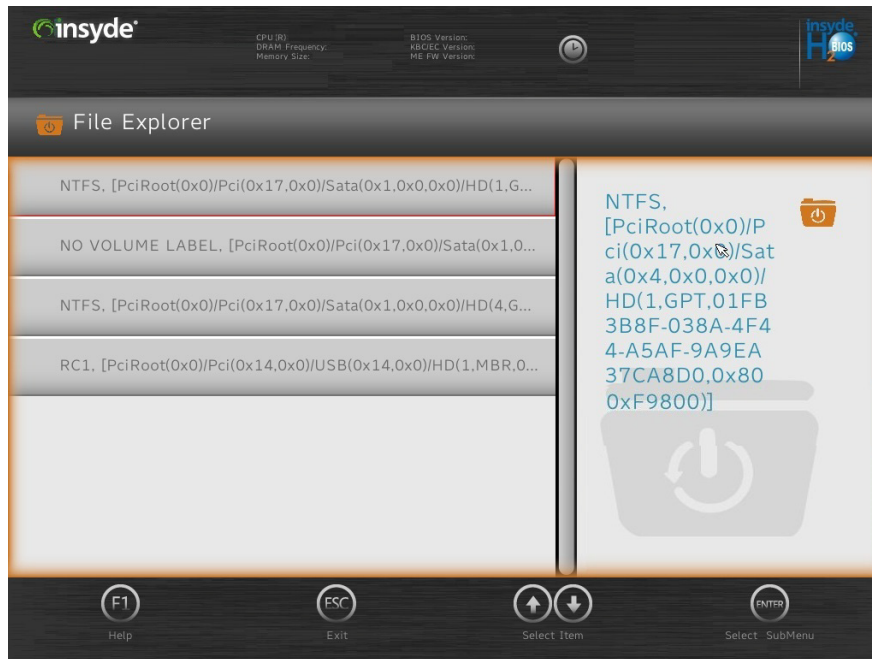 insyde®
CPU (R)
DRAM Frequency:
Memory Size:
BIOS Version:
KBC/EC Version:
ME FW Version:
insyde.
H2BIOS
File Explorer
NTFS, [PciRoot(0x0)/Pci(0x17,0x0)/Sata(0x1,0x0,0x0)/HD(1,G...
NO VOLUME LABEL, [PciRoot(0x0)/Pci(0x17,0x0)/Sata(0x1,0...
NTFS, [PciRoot(0x0)/Pci(0x17,0x0)/Sata(0x1,0x0,0x0)/HD(4,G...
RC1, [PciRoot(0x0)/Pci(0x14,0x0)/USB(0x14,0x0)/HD(1,MBR,0...
NTFS,
[PciRoot(0x0)/P
ci(0x17,0x0)/Sat
a(0x4,0x0,0x0)/
HD(1,GPT,01FB
3B8F-038A-4F4
4-A5AF-9A9EA
37CA8D0,0x80
0xF9800)]
F1
Help
ESC
Exit
Select Item
ENTER
Select SubMenu